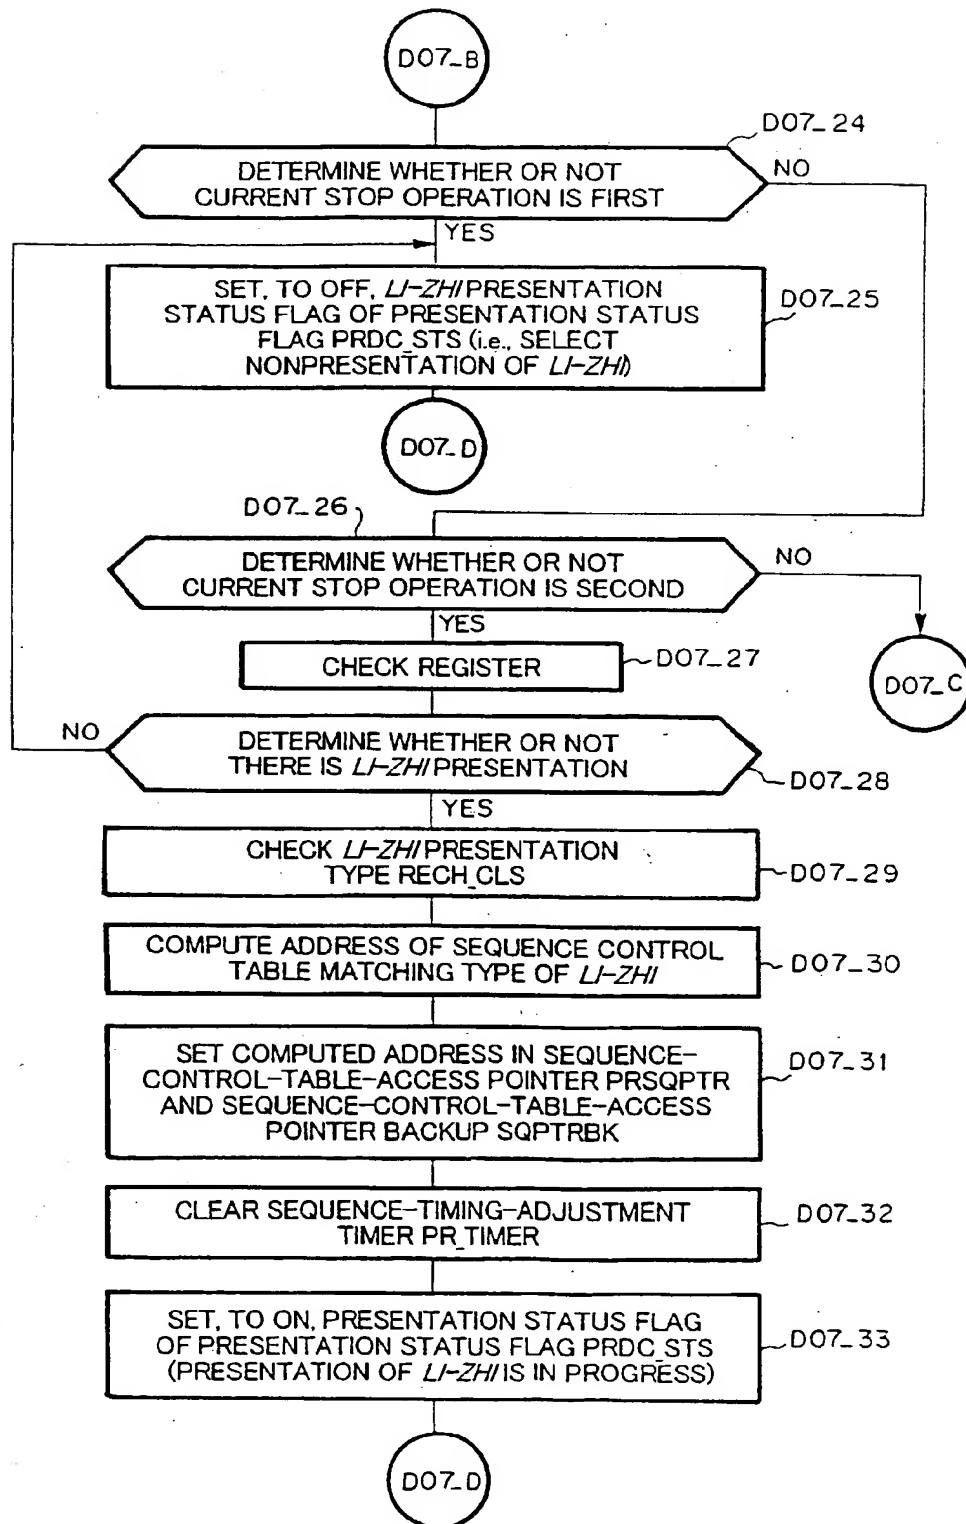 D07_B
D07_24
DETERMINE WHETHER OR NOT
CURRENT STOP OPERATION IS FIRST
NO
YES
SET, TO OFF, LI-ZHI PRESENTATION
STATUS FLAG OF PRESENTATION STATUS
FLAG PRDC_STS (i.e., SELECT
NONPRESENTATION OF LI-ZHI)
D07_25
D07_D
D07_26
DETERMINE WHETHER OR NOT
CURRENT STOP OPERATION IS SECOND
NO
YES
CHECK REGISTER
D07_27
D07_C
NO
DETERMINE WHETHER OR NOT
THERE IS LI-ZHI PRESENTATION
D07_28
YES
CHECK LI-ZHI PRESENTATION
TYPE RECH_CLS
D07_29
COMPUTE ADDRESS OF SEQUENCE CONTROL
TABLE MATCHING TYPE OF LI-ZHI
D07_30
SET COMPUTED ADDRESS IN SEQUENCE-
CONTROL-TABLE-ACCESS POINTER PRSQPTR
AND SEQUENCE-CONTROL-TABLE-ACCESS
POINTER BACKUP SQPTRBK
D07_31
CLEAR SEQUENCE-TIMING-ADJUSTMENT
TIMER PR_TIMER
D07_32
SET, TO ON, PRESENTATION STATUS FLAG
OF PRESENTATION STATUS FLAG PRDC_STS
(PRESENTATION OF LI-ZHI IS IN PROGRESS)
D07_33
D07_D